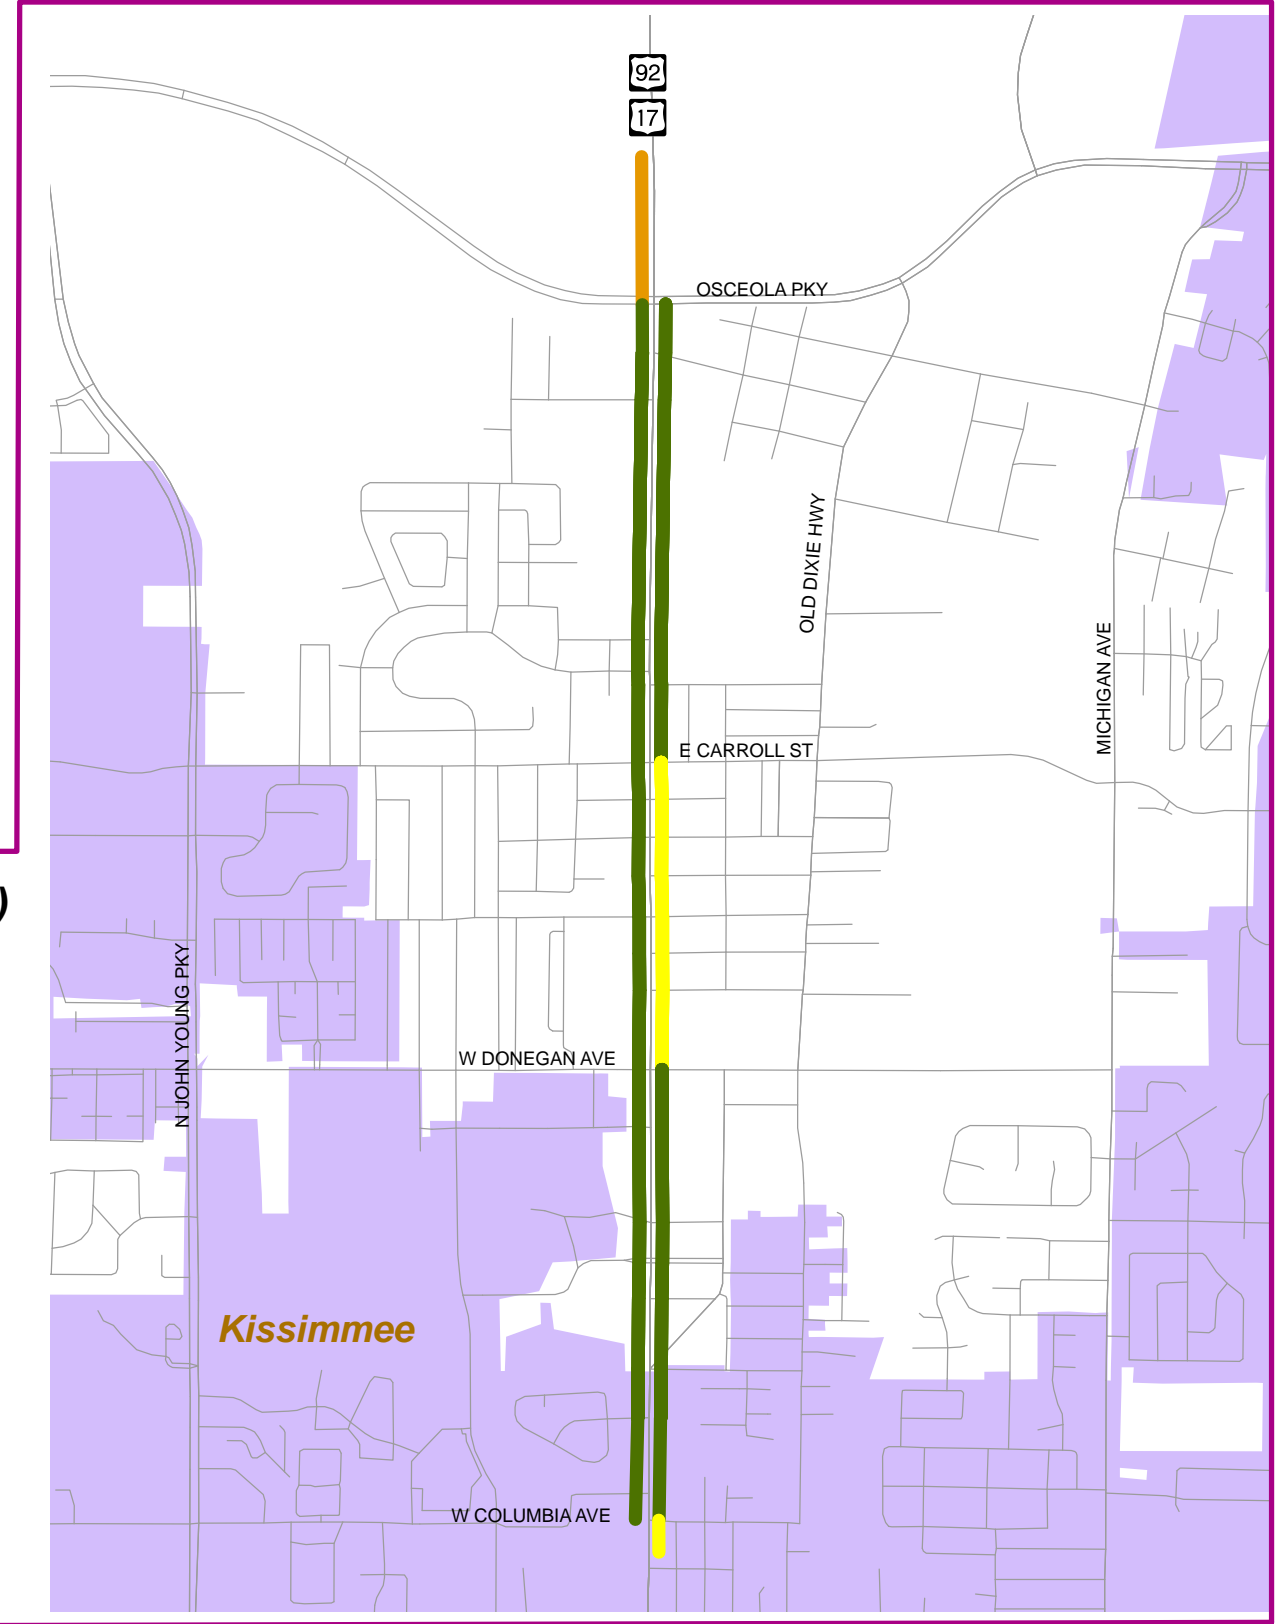 92
17
OSCEOLA PKY
OLD DIXIE HWY
MICHIGAN AVE
E CARROLL ST
)
N JOHN YOUNG PKY
W DONEGAN AVE
Kissimmee
W COLUMBIA AVE